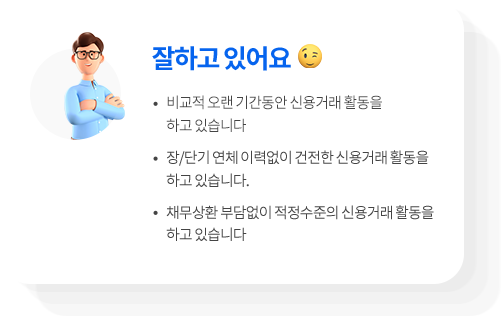 잘하고 있어요 😉
• 비교적 오랜 기간동안 신용거래 활동을
하고 있습니다
• 장/단기 연체 이력없이 건전한 신용거래 활동을
하고 있습니다.
• 채무상환 부담없이 적정수준의 신용거래 활동을
하고 있습니다